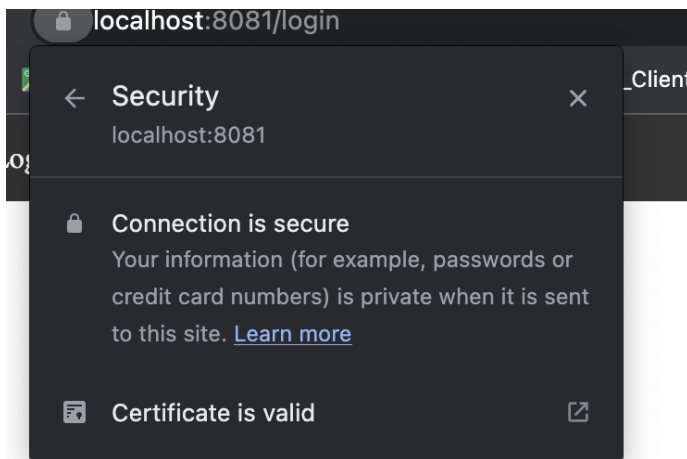 localhost:8081/login
_Client
Security
localhost:8081
Log
Connection is secure
Your information (for example, passwords or
credit card numbers) is private when it is sent
to this site. Learn more
Certificate is valid